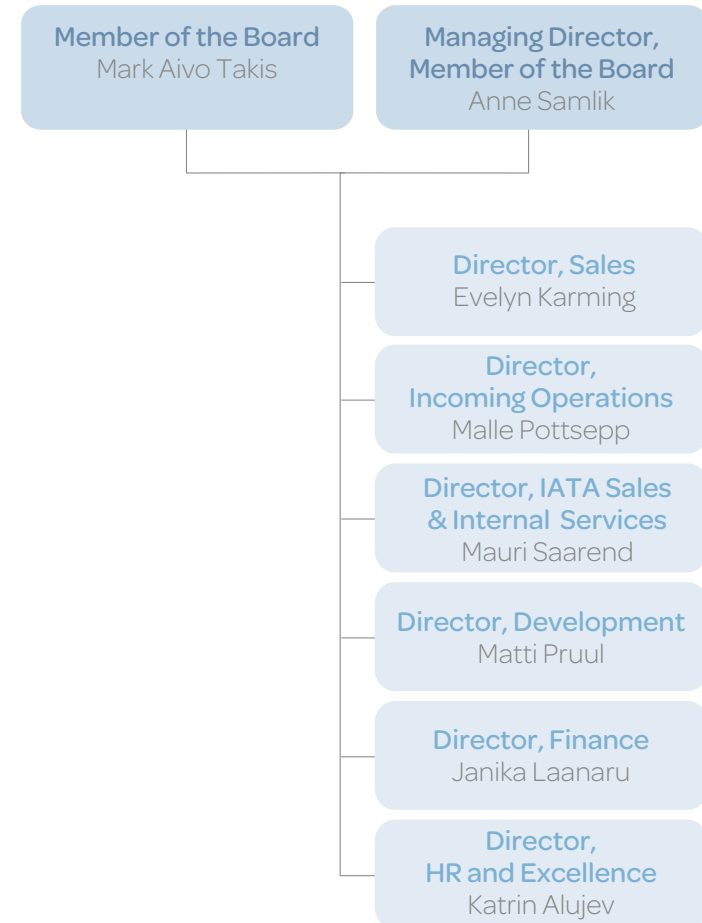 Member of the Board
Mark Aivo Takis
Managing Director,
Member of the Board
Anne Samlik
Director, Sales
Evelyn Karming
Director,
Incoming Operations
Malle Pottsepp
Director, IATA Sales
& Internal Services
Mauri Saarend
Director, Development
Matti Pruul
Director, Finance
Janika Laanaru
Director,
HR and Excellence
Katrin Alujev